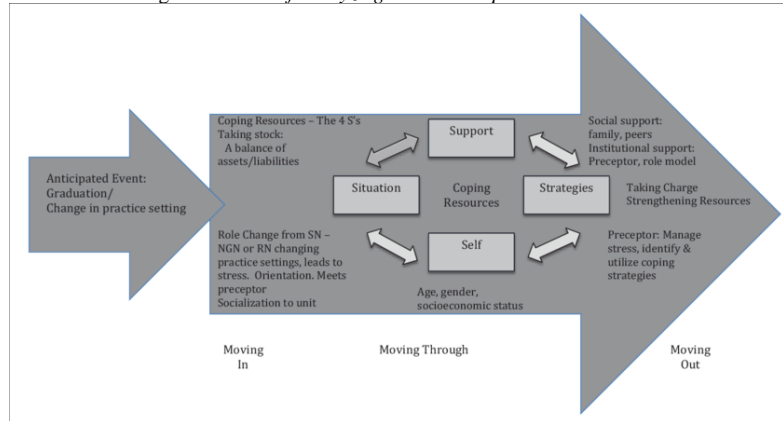 Coping Resources – The 4 S's
Taking stock:
A balance of
assets/liabilities
Support
Social support:
family, peers
Institutional support:
Preceptor, role model
Anticipated Event:
Graduation/
Change in practice setting
Situation
Coping
Resources
Strategies
Taking Charge
Strengthening Resources
Role Change from SN –
NGN or RN changing
practice settings, leads to
stress. Orientation. Meets
preceptor
Socialization to unit
Self
Preceptor: Manage
stress, identify &
utilize coping
strategies
Age, gender,
socioeconomic status
Moving
In
Moving Through
Moving
Out